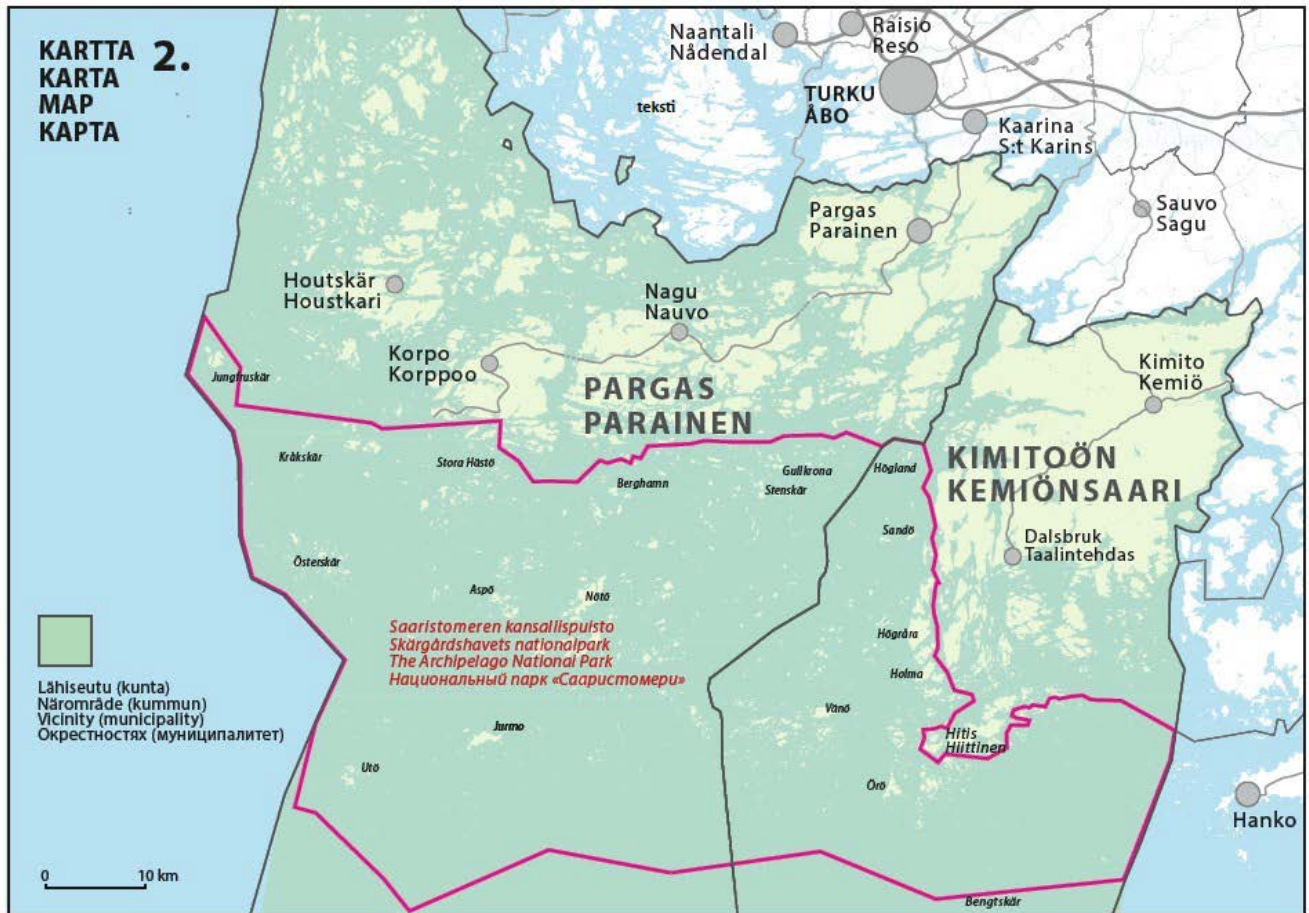 KARTTA 2.
KARTA
MAP
КАРТА
Naantali
Nådendal
Raisio
Reso
TURKU
ÅBO
teksti
Kaarina
S:t Karins
Pargas
Parainen
Sauvo
Sagu
Houtskär
Houstkari
Nagu
Nauvo
Korpo
Korppoo
Kimito
Kemiö
Jungfruskär
PARGAS
PARAINEN
KIMITOÖN
KEMIÖNSAARI
Kråkskär
Stora Hästö
Berghamn
Gullkrona
Stenskär
Högland
Sandö
Dalsbruk
Taalintehdas
Österskär
Aspö
Nötö
Saaristomeren kansallispuisto
Skärgårdshavets nationalpark
The Archipelago National Park
Национальный парк «Сааристомери»
Högråra
Holma
Lähiseutu (kunta)
Närområde (kummun)
Vicinity (municipality)
Окрестностях (муниципалитет)
Vänö
Jurmo
Hitis
Hiittinen
Utö
Örö
Hanko
0 10 km
Bengtskär